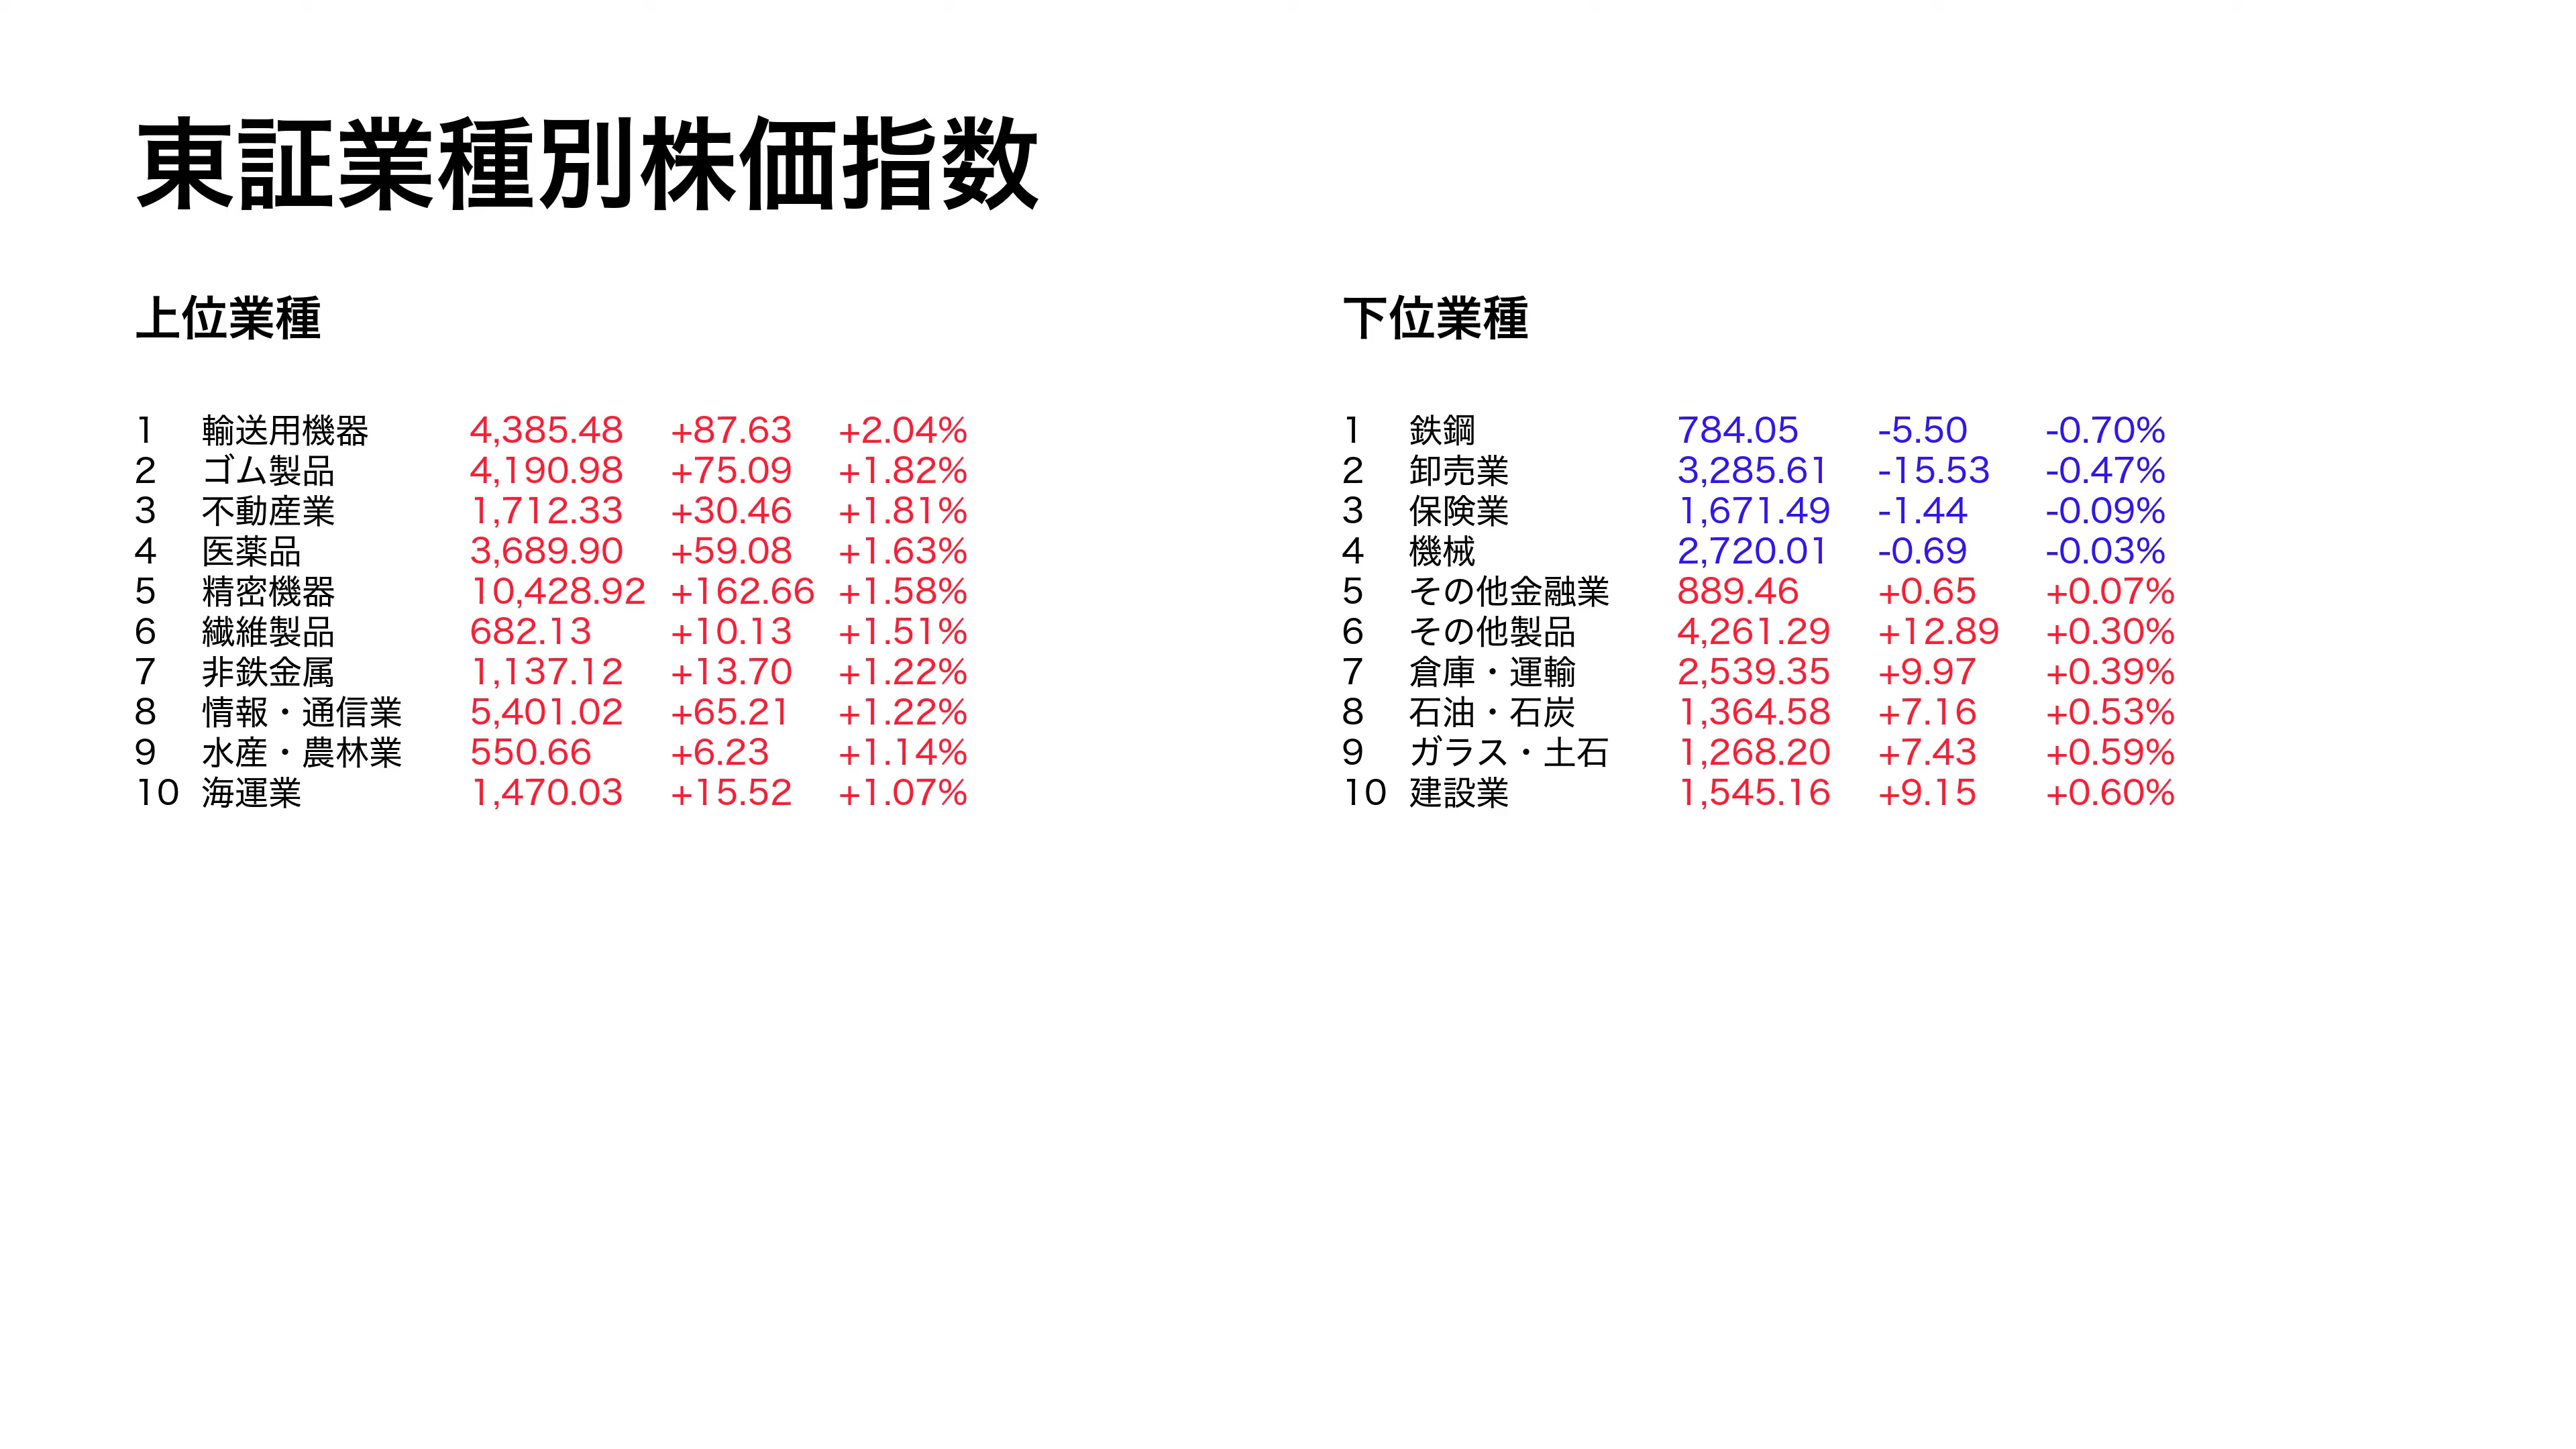 東証業種別株価指数
上位業種
1 輸送用機器 4,385.48 +87.63 +2.04%
2 ゴム製品 4,190.98 +75.09 +1.82%
3 不動産業 1,712.33 +30.46 +1.81%
4 医薬品 3,689.90 +59.08 +1.63%
5 精密機器 10,428.92 +162.66 +1.58%
6 繊維製品 682.13 +10.13 +1.51%
7 非鉄金属 1,137.12 +13.70 +1.22%
8 情報・通信業 5,401.02 +65.21 +1.22%
9 水産・農林業 550.66 +6.23 +1.14%
10 海運業 1,470.03 +15.52 +1.07%
下位業種
1 鉄鋼 784.05 -5.50 -0.70%
2 卸売業 3,285.61 -15.53 -0.47%
3 保険業 1,671.49 -1.44 -0.09%
4 機械 2,720.01 -0.69 -0.03%
5 その他金融業 889.46 +0.65 +0.07%
6 その他製品 4,261.29 +12.89 +0.30%
7 倉庫・運輸 2,539.35 +9.97 +0.39%
8 石油・石炭 1,364.58 +7.16 +0.53%
9 ガラス・土石 1,268.20 +7.43 +0.59%
10 建設業 1,545.16 +9.15 +0.60%